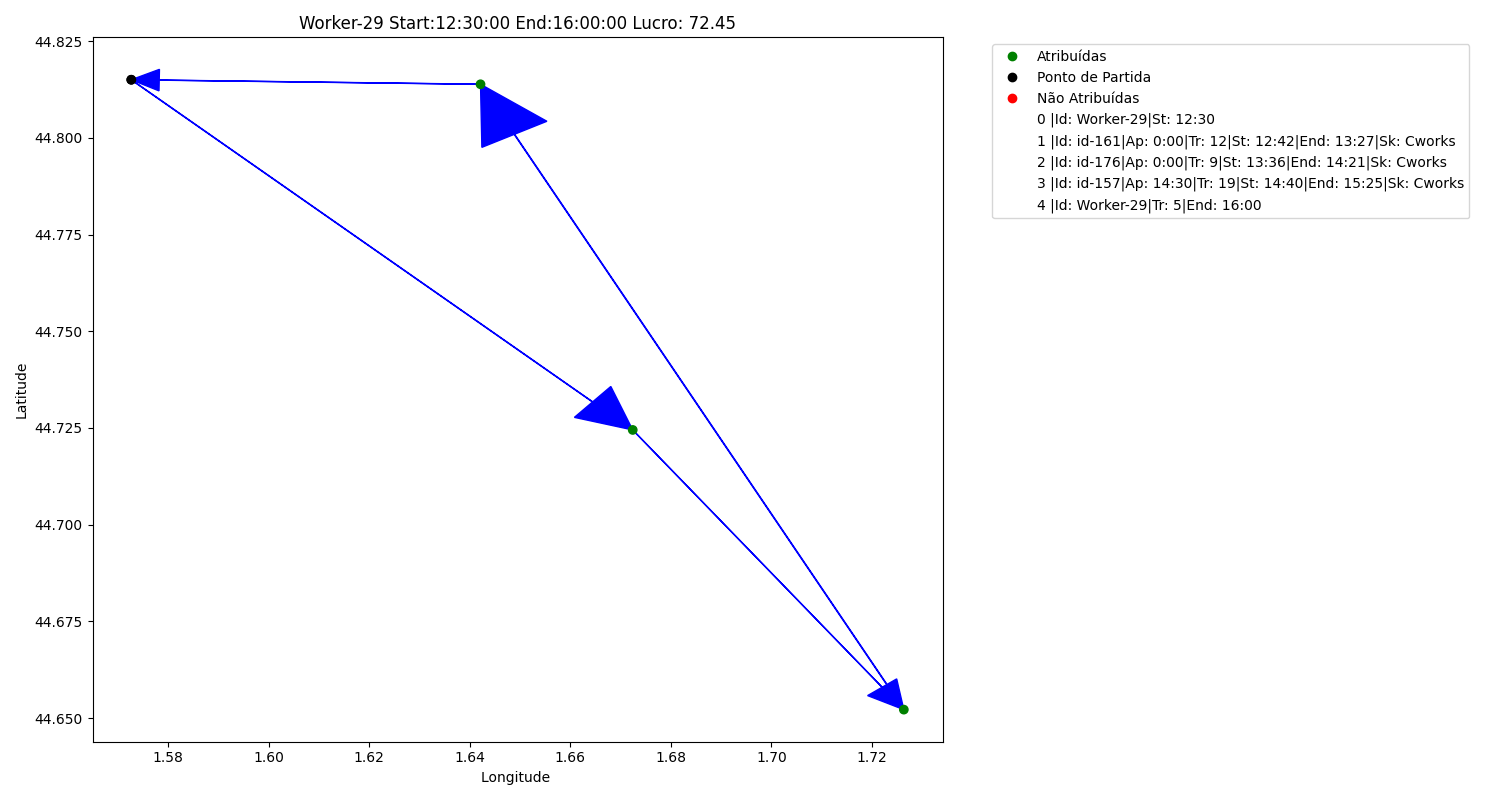 Worker-29 Start:12:30:00 End:16:00:00 Lucro: 72.45
44.825
44.800
44.775
44.750
44.725
44.700
44.675
44.650
Latitude
1.58 1.60 1.62 1.64 1.66 1.68 1.70 1.72
Longitude
Atribuídas
Ponto de Partida
Não Atribuídas
0 |Id: Worker-29|St: 12:30
1 |Id: id-161|Ap: 0:00|Tr: 12|St: 12:42|End: 13:27|Sk: Cworks
2 |Id: id-176|Ap: 0:00|Tr: 9|St: 13:36|End: 14:21|Sk: Cworks
3 |Id: id-157|Ap: 14:30|Tr: 19|St: 14:40|End: 15:25|Sk: Cworks
4 |Id: Worker-29|Tr: 5|End: 16:00